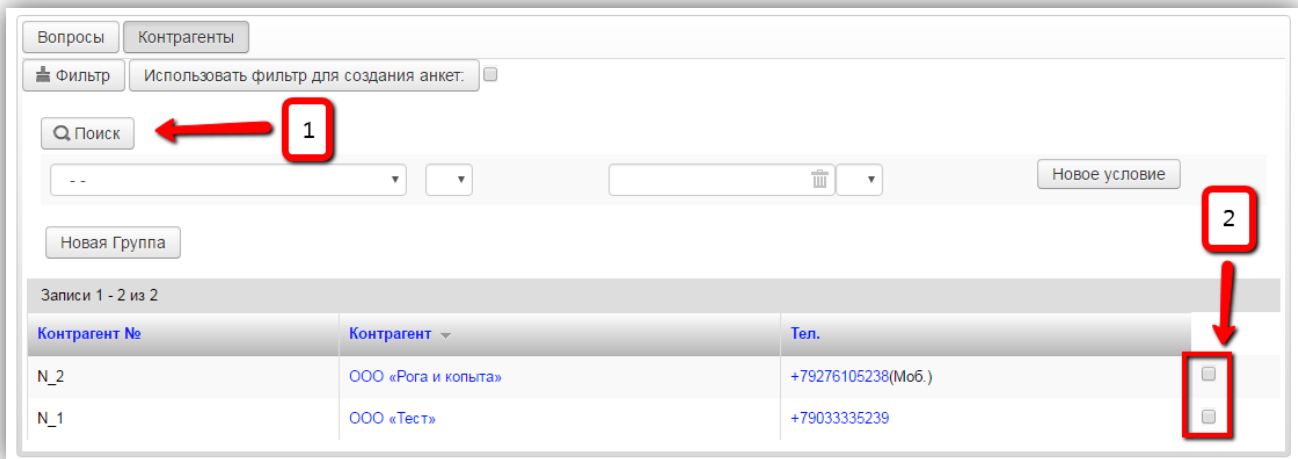 Вопросы Контрагенты
Фильтр Использовать фильтр для создания анкет:
Поиск 1
- - Новое условие
2
Новая Группа
Записи 1 - 2 из 2
Контрагент № Контрагент Тел.
N_2 ООО «Рога и копыта» +79276105238(Моб.)
N_1 ООО «Тест» +79033335239